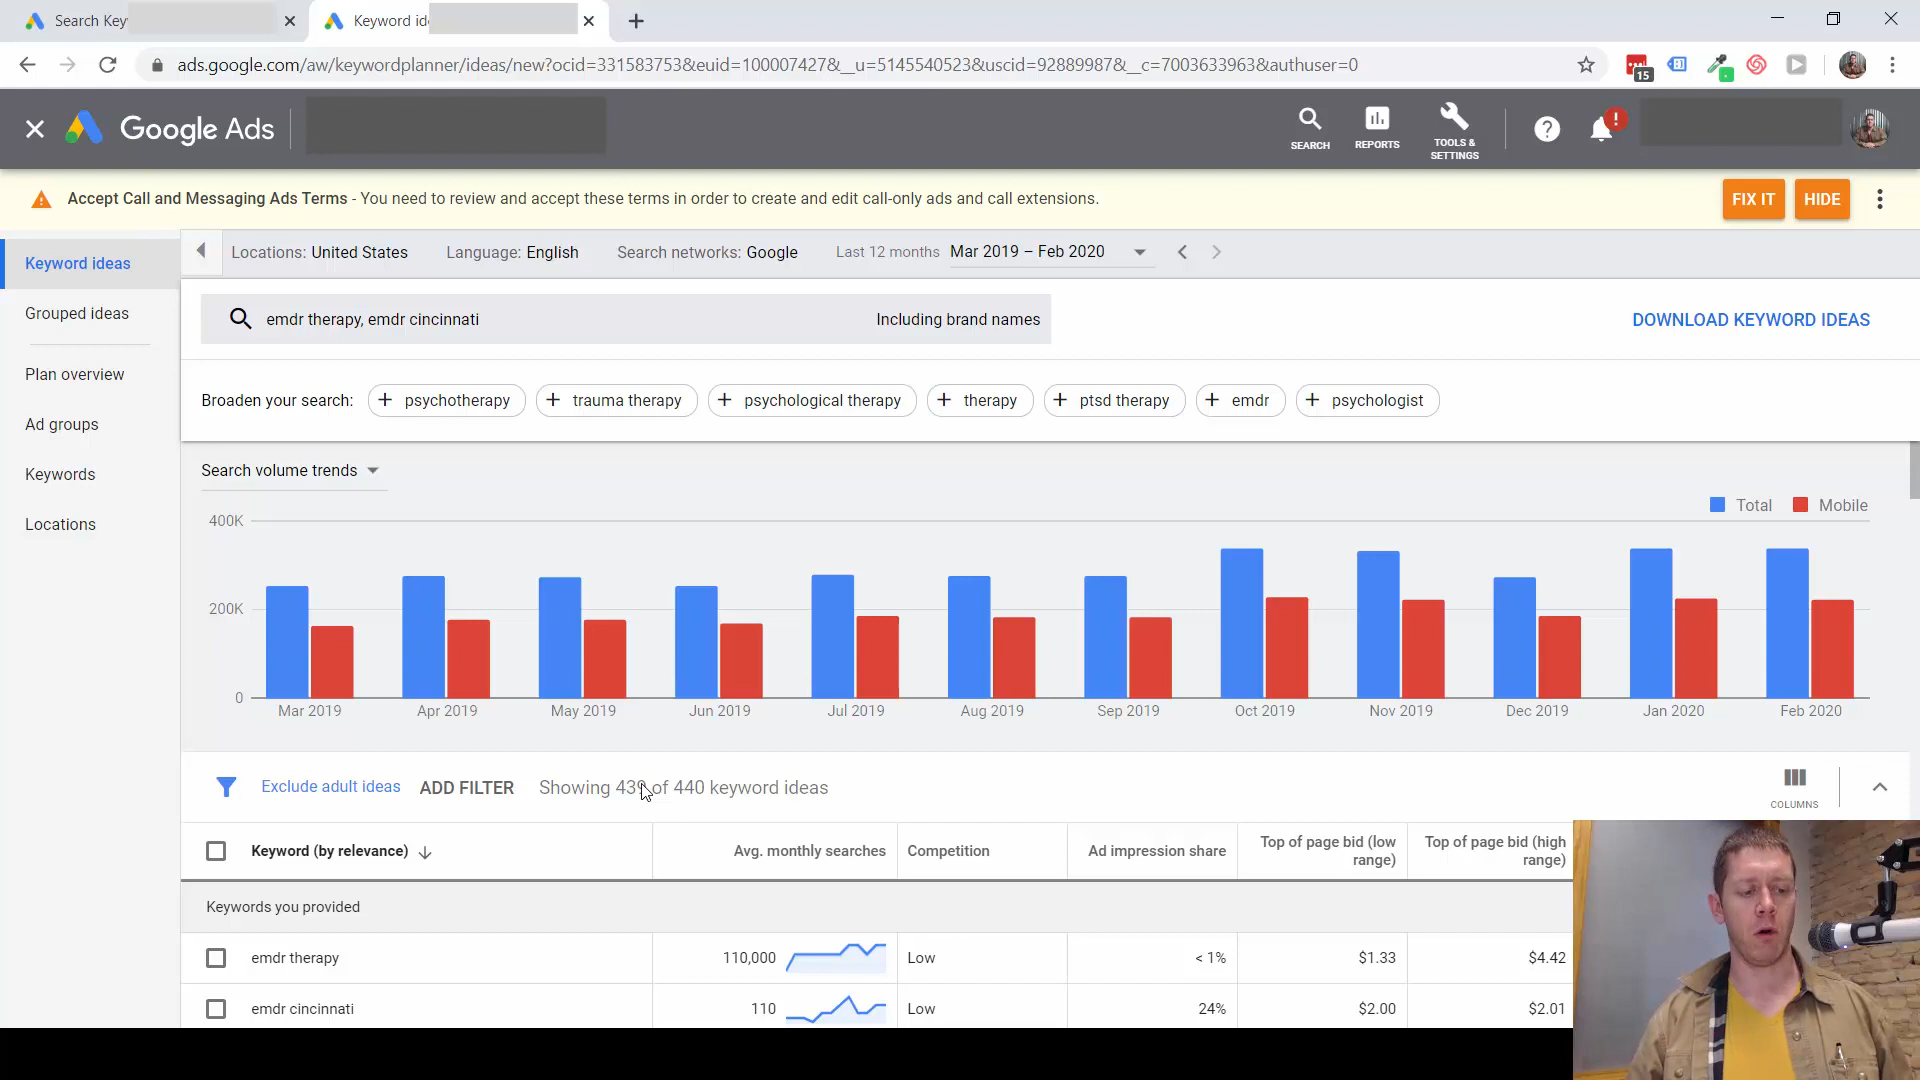 Search Key
Keyword ide
ads.google.com/aw/keywordplanner/ideas/new?ocid=331583753&euid=100007427&__u=5145540523&uscid=92889987&__c=7003633963&authuser=0
15
Google Ads
SEARCH
REPORTS
TOOLS & SETTINGS
Accept Call and Messaging Ads Terms - You need to review and accept these terms in order to create and edit call-only ads and call extensions.
FIX IT
HIDE
Keyword ideas
Grouped ideas
Plan overview
Ad groups
Keywords
Locations
Locations: United States
Language: English
Search networks: Google
Last 12 months
Mar 2019 – Feb 2020
emdr therapy, emdr cincinnati
Including brand names
DOWNLOAD KEYWORD IDEAS
Broaden your search:
psychotherapy
trauma therapy
psychological therapy
therapy
ptsd therapy
emdr
psychologist
Search volume trends
Total
Mobile
400K
200K
0
Mar 2019
Apr 2019
May 2019
Jun 2019
Jul 2019
Aug 2019
Sep 2019
Oct 2019
Nov 2019
Dec 2019
Jan 2020
Feb 2020
Exclude adult ideas
ADD FILTER
Showing of 440 keyword ideas
COLUMNS
Keyword (by relevance)
Avg. monthly searches
Competition
Ad impression share
Top of page bid (low range)
Top of page bid (high range)
Keywords you provided
emdr therapy
110,000
Low
< 1%
$1.33
$4.42
emdr cincinnati
110
Low
24%
$2.00
$2.01